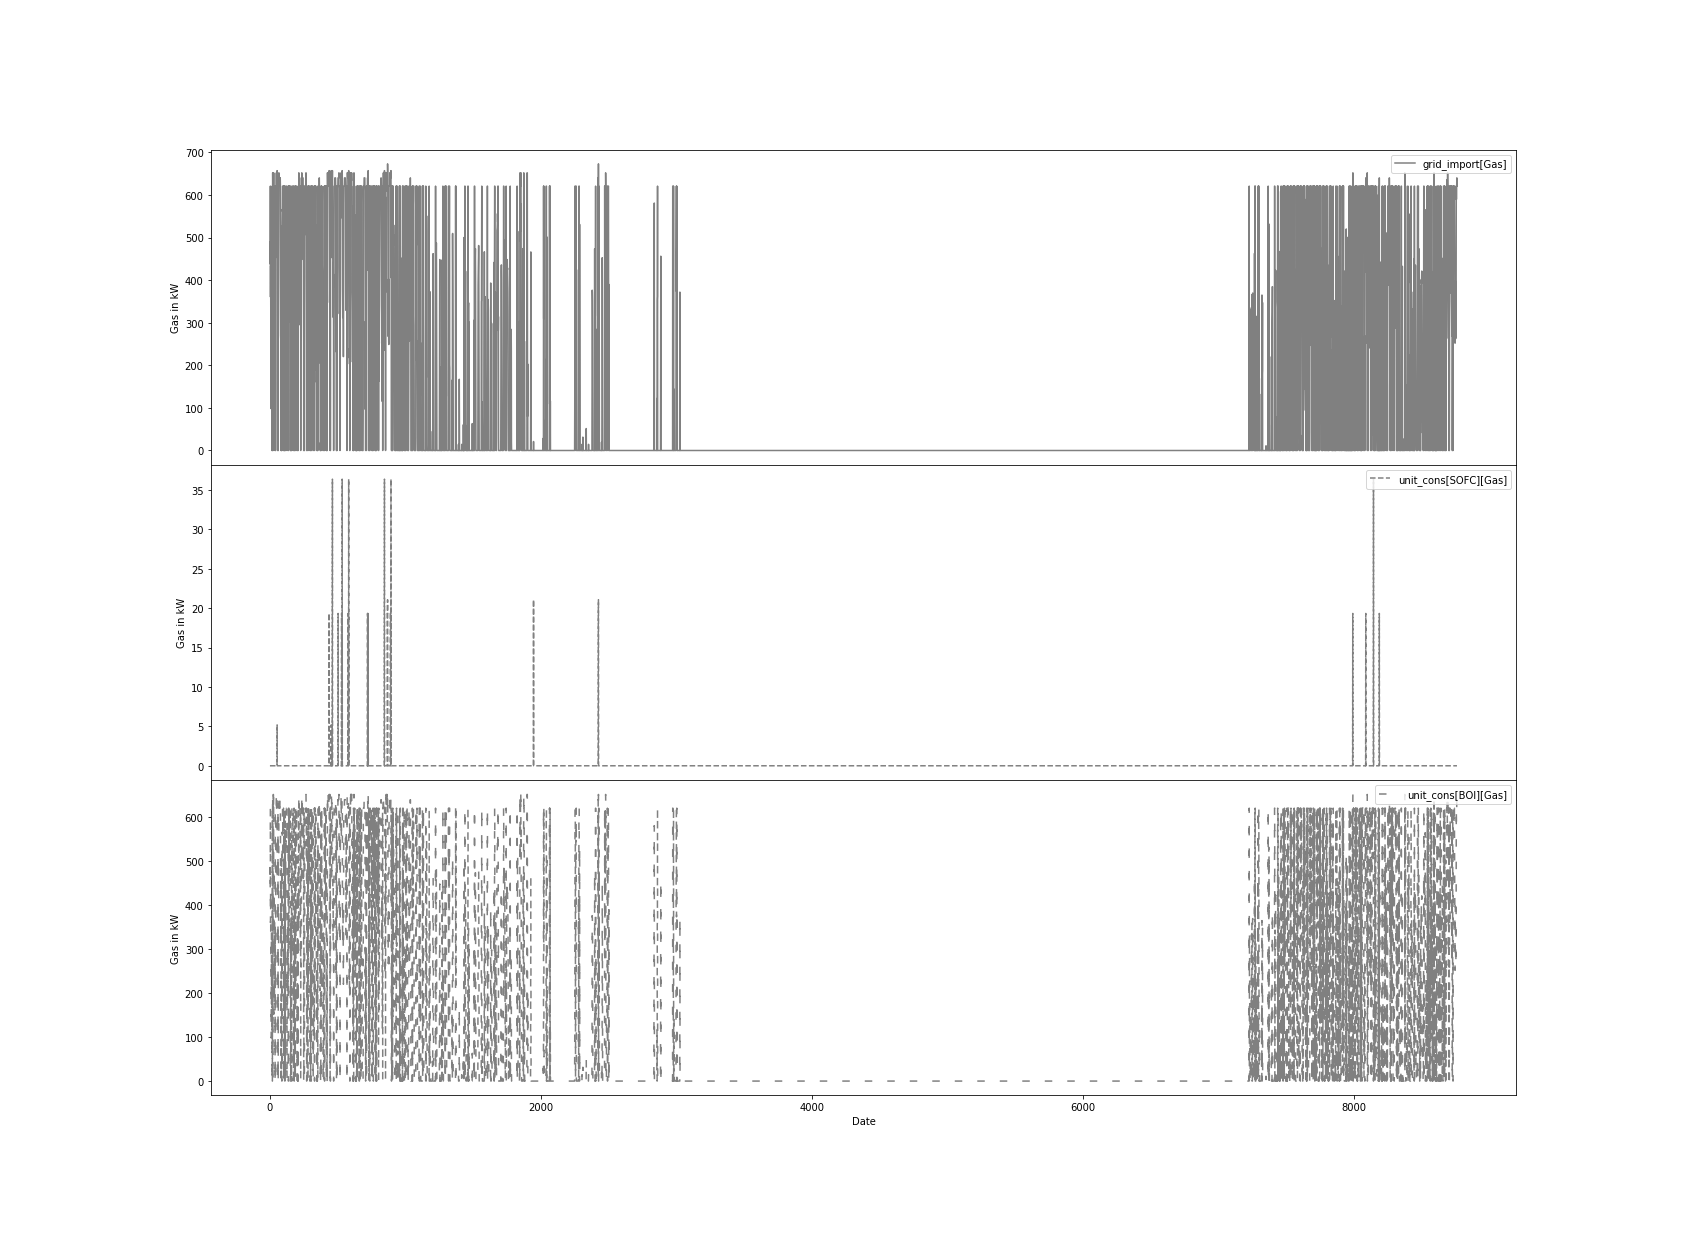 700
600
500
400
300
200
100
0
Gas in kW
grid_import[Gas]
35
30
25
20
15
10
5
0
Gas in kW
unit_cons[SOFC][Gas]
600
500
400
300
200
100
0
Gas in kW
unit_cons[BOI][Gas]
0 2000 4000 6000 8000
Date